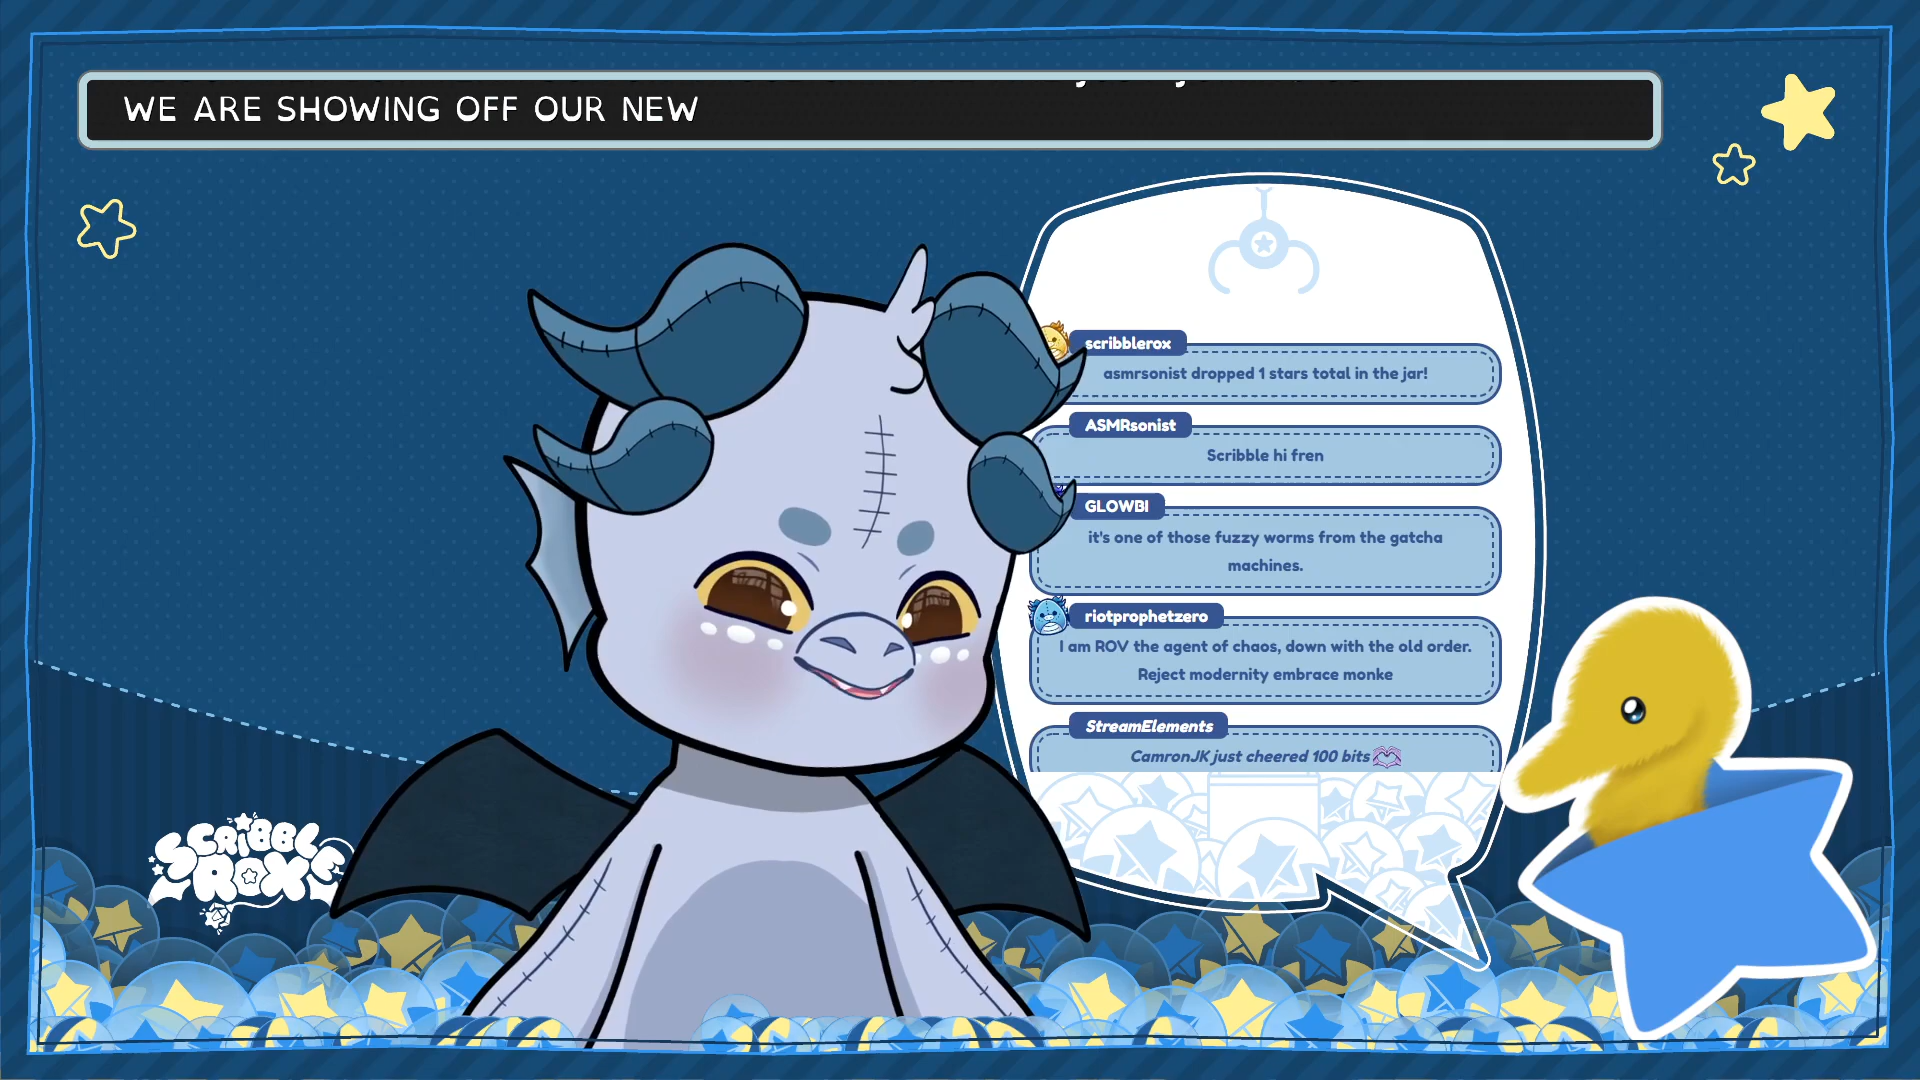 WE ARE SHOWING OFF OUR NEW
scribblerox
asmrsonist dropped 1 stars total in the jar!
ASMRsonist
Scribble hi fren
GLOWBI
it's one of those fuzzy worms from the gatcha
machines.
riotprophetzero
I am ROV the agent of chaos, down with the old order.
Reject modernity embrace monke
StreamElements
CamronJK just cheered 100 bits
SCRIBBLE
ROX